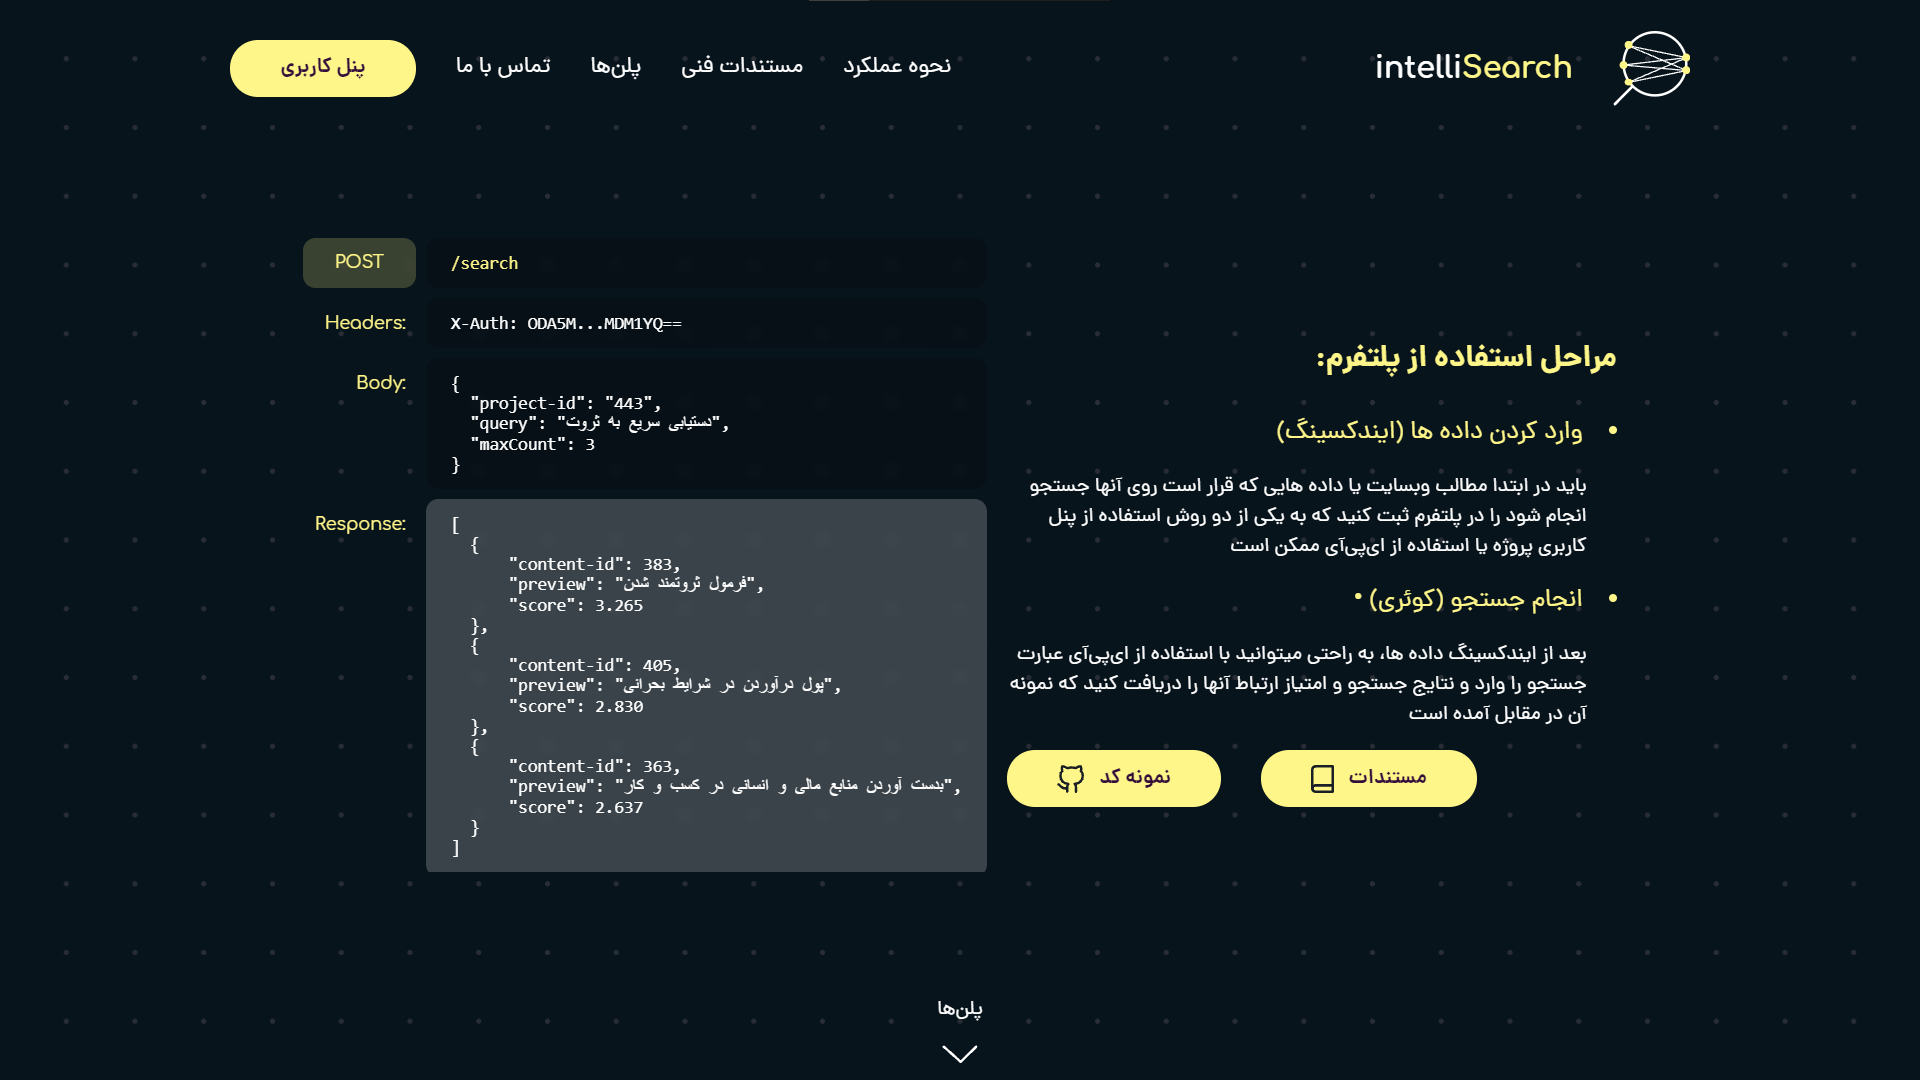 intelliSearch
نحوه عملکرد
مستندات فنی
پلن‌ها
تماس با ما
پنل کاربری
مراحل استفاده از پلتفرم:
• وارد کردن داده ها (ایندکسینگ)
باید در ابتدا مطالب وبسایت یا داده هایی که قرار است روی آنها جستجو
انجام شود را در پلتفرم ثبت کنید که به یکی از دو روش استفاده از پنل
کاربری پروژه یا استفاده از ای‌پی‌آی ممکن است
• انجام جستجو (کوئری) •
بعد از ایندکسینگ داده ها، به راحتی میتوانید با استفاده از ای‌پی‌آی عبارت
جستجو را وارد و نتایج جستجو و امتیاز ارتباط آنها را دریافت کنید که نمونه
آن در مقابل آمده است
مستندات
نمونه کد
POST
/search
Headers:
X-Auth: ODA5M...MDM1YQ==
Body:
{
"project-id": "443",
"query": "دستیابی سریع به ثروت",
"maxCount": 3
}
Response:
[
{
"content-id": 383,
"preview": "فرمول ثروتمند شدن",
"score": 3.265
},
{
"content-id": 405,
"preview": "پول درآوردن در شرایط بحرانی",
"score": 2.830
},
{
"content-id": 363,
"preview": "بدست آوردن منابع مالی و انسانی در کسب و کار",
"score": 2.637
}
]
پلن‌ها